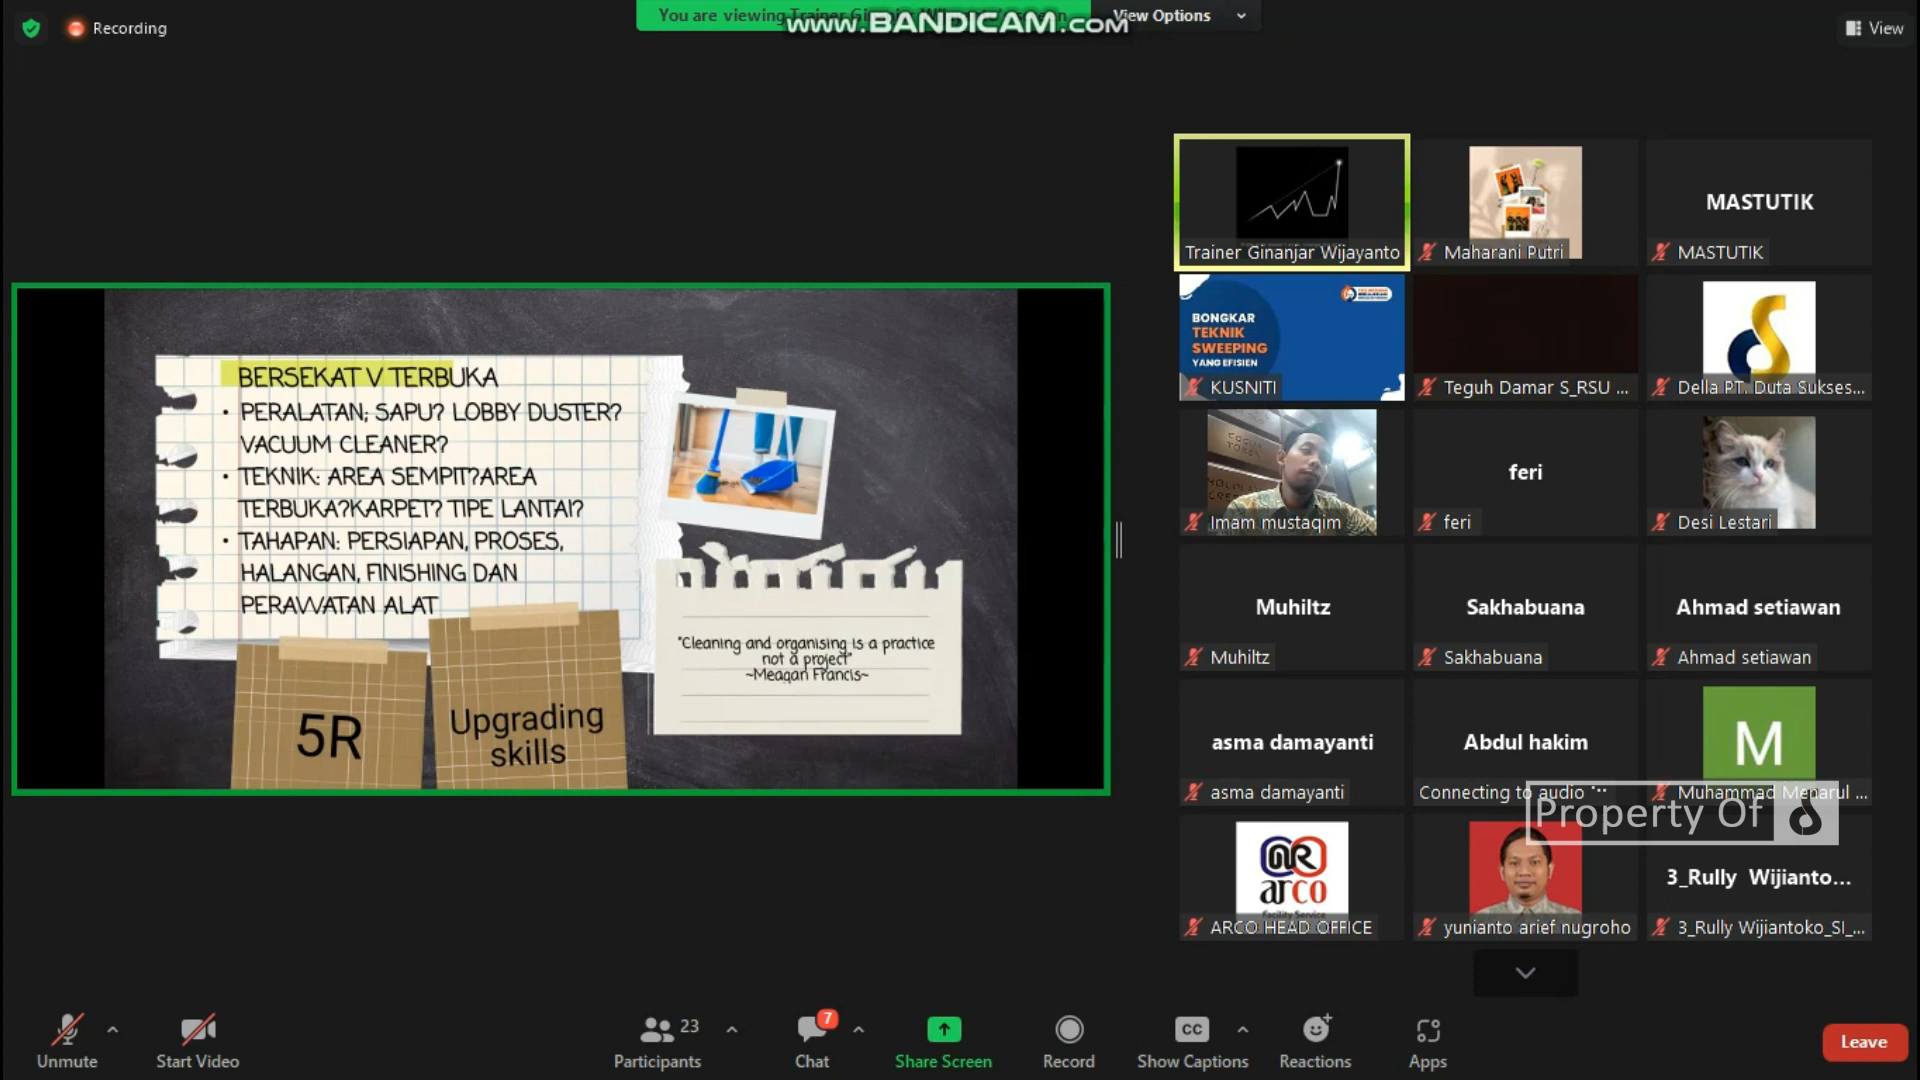 Recording
You are viewing Trainer
www.BANDICAM.com
View Options
View
BERSEKAT V TERBUKA
• PERALATAN; SAPU? LOBBY DUSTER?
VACUUM CLEANER?
• TEKNIK: AREA SEMPIT?AREA
TERBUKA?KARPET? TIPE LANTAI?
• TAHAPAN: PERSIAPAN, PROSES,
HALANGAN, FINISHING DAN
PERAWATAN ALAT
5R
Upgrading
skills
"Cleaning and organising is a practice
not a project"
~Meagan Francis~
Trainer Ginanjar Wijayanto
Maharani Putri
MASTUTIK
MASTUTIK
BONGKAR
TEKNIK
SWEEPING
YANG EFISIEN
KUSNITI
Teguh Damar S_RSU ...
Della PT. Duta Sukses...
Imam mustaqim
feri
feri
Desi Lestari
Muhiltz
Muhiltz
Sakhabuana
Sakhabuana
Ahmad setiawan
Ahmad setiawan
asma damayanti
asma damayanti
Abdul hakim
Connecting to audio ...
M
Muhammad Menarul ...
Property Of
arco
Facility Service
ARCO HEAD OFFICE
yunianto arief nugroho
3_Rully Wijianto...
3_Rully Wijiantoko_SI_...
Unmute
Start Video
23
Participants
7
Chat
Share Screen
Record
CC
Show Captions
Reactions
Apps
Leave